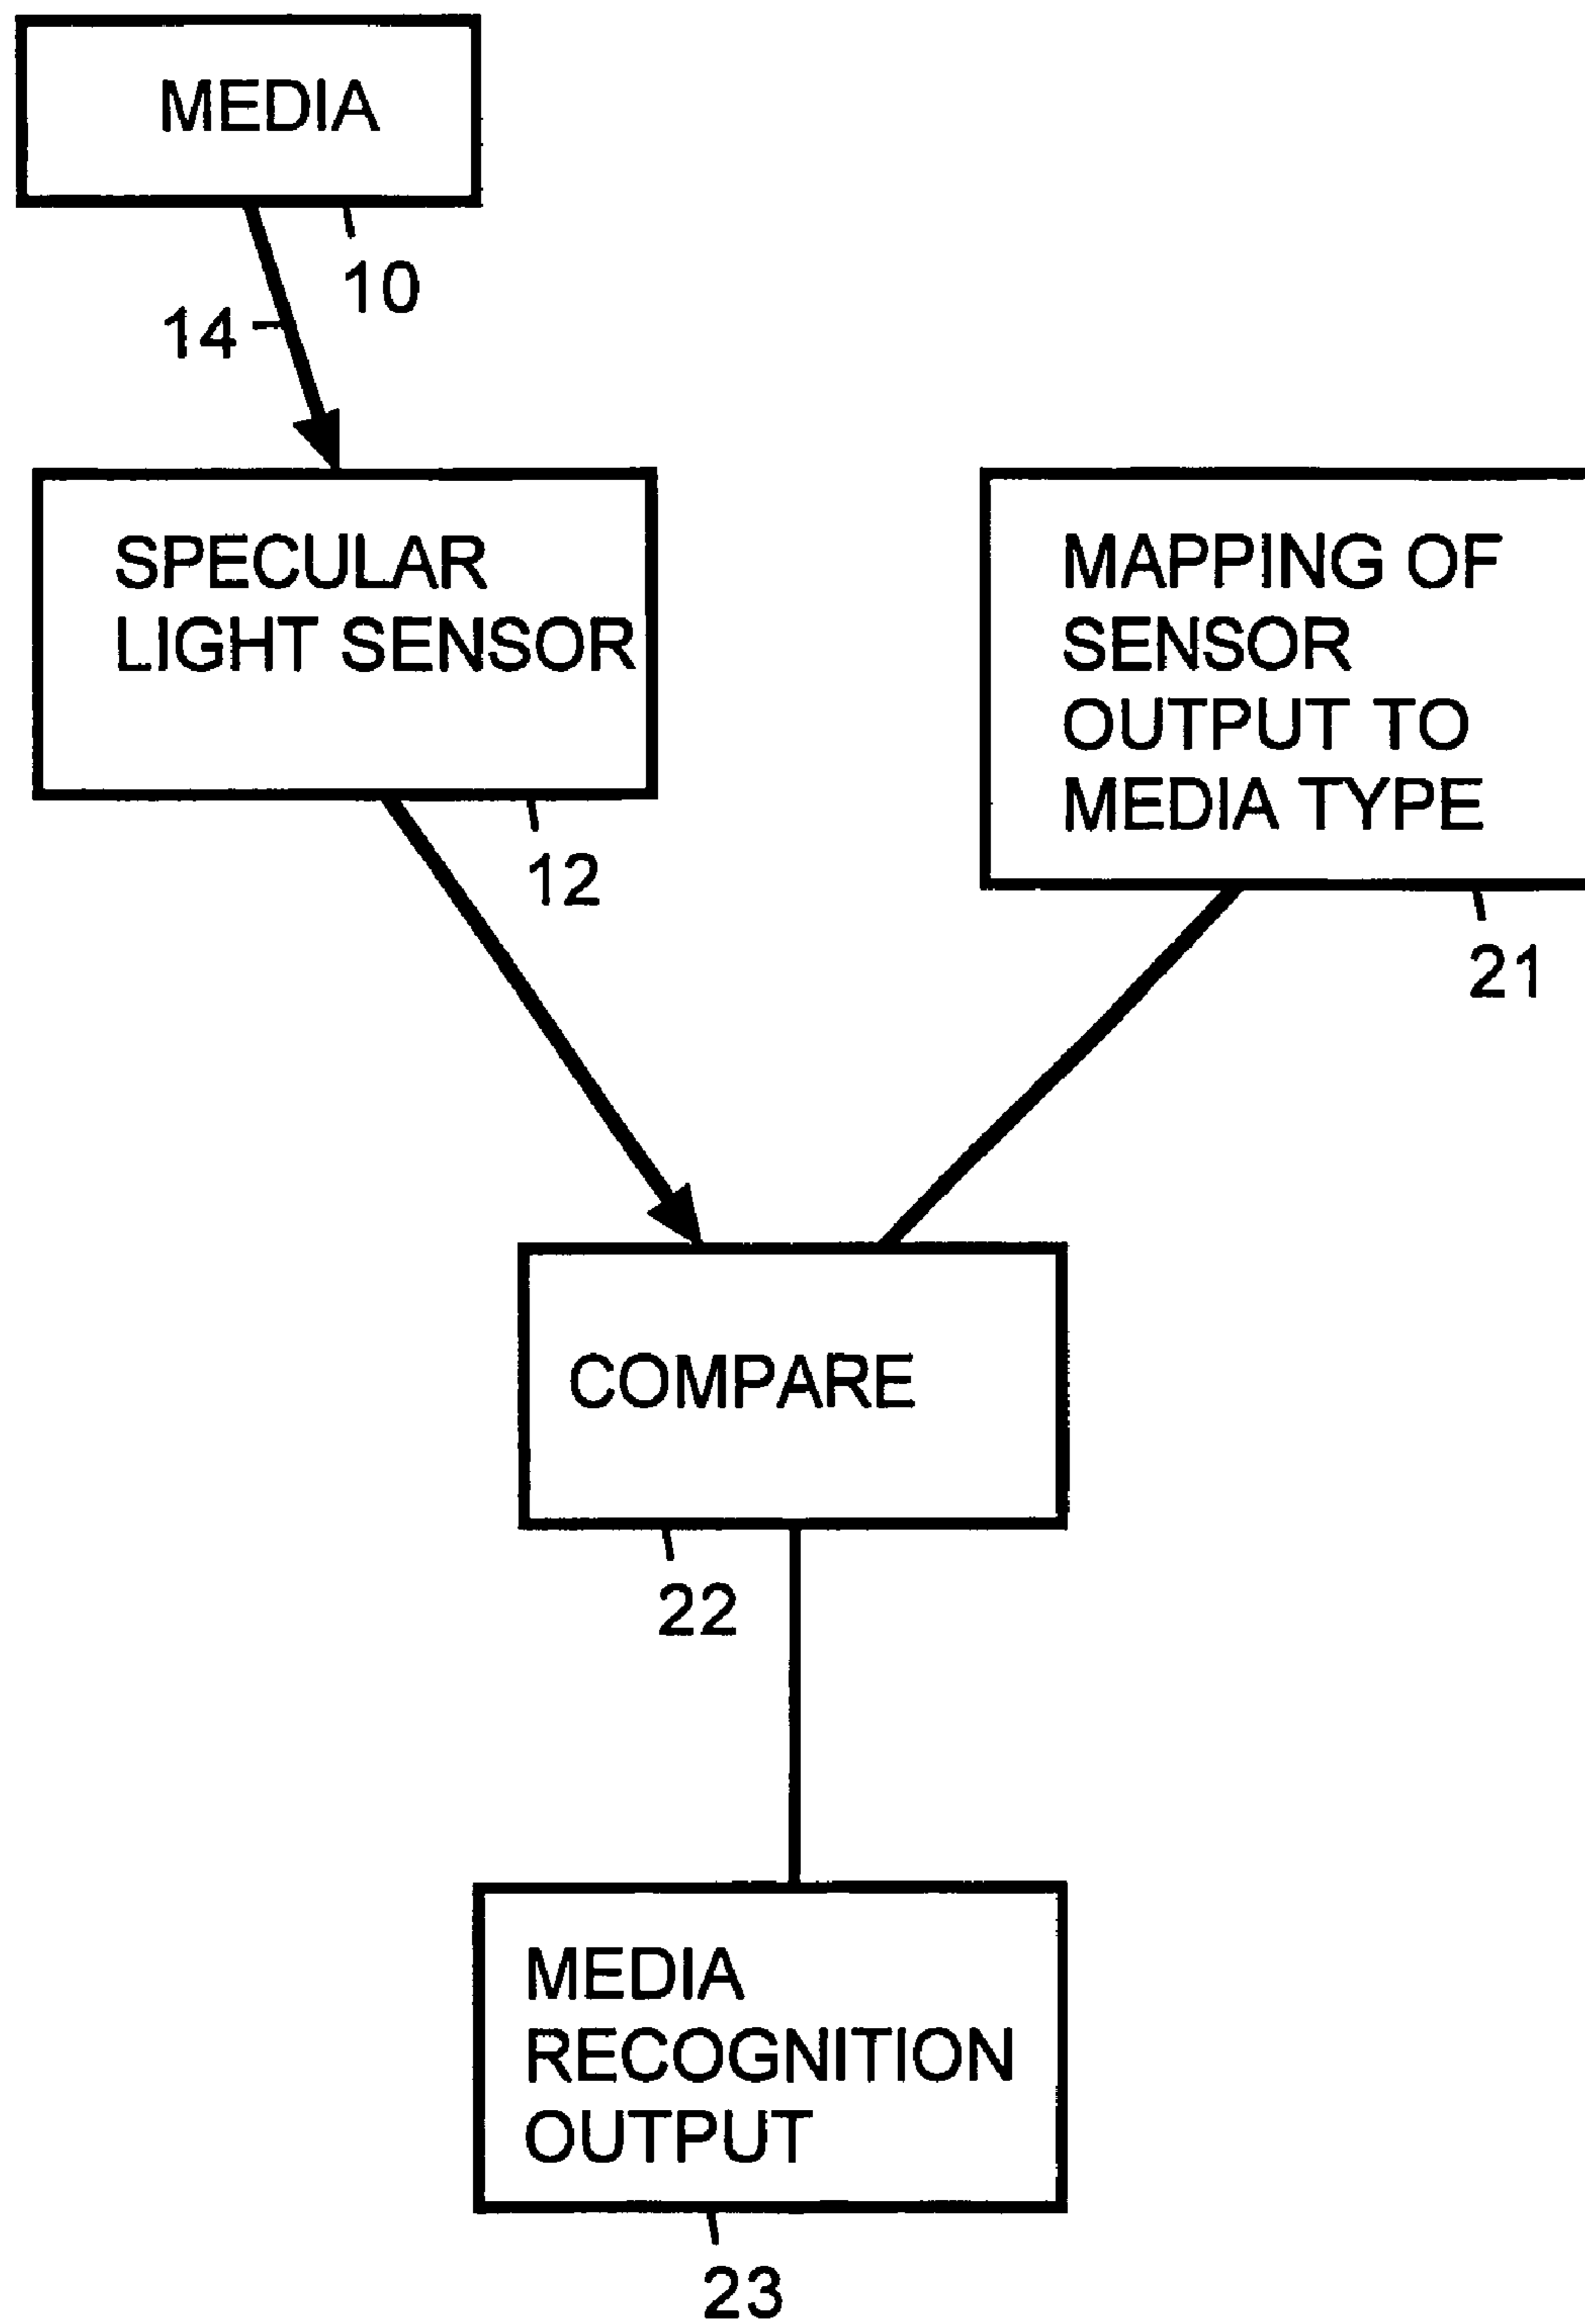 MEDIA
10
14
SPECULAR
LIGHT SENSOR
12
MAPPING OF
SENSOR
OUTPUT TO
MEDIA TYPE
21
COMPARE
22
MEDIA
RECOGNITION
OUTPUT
23